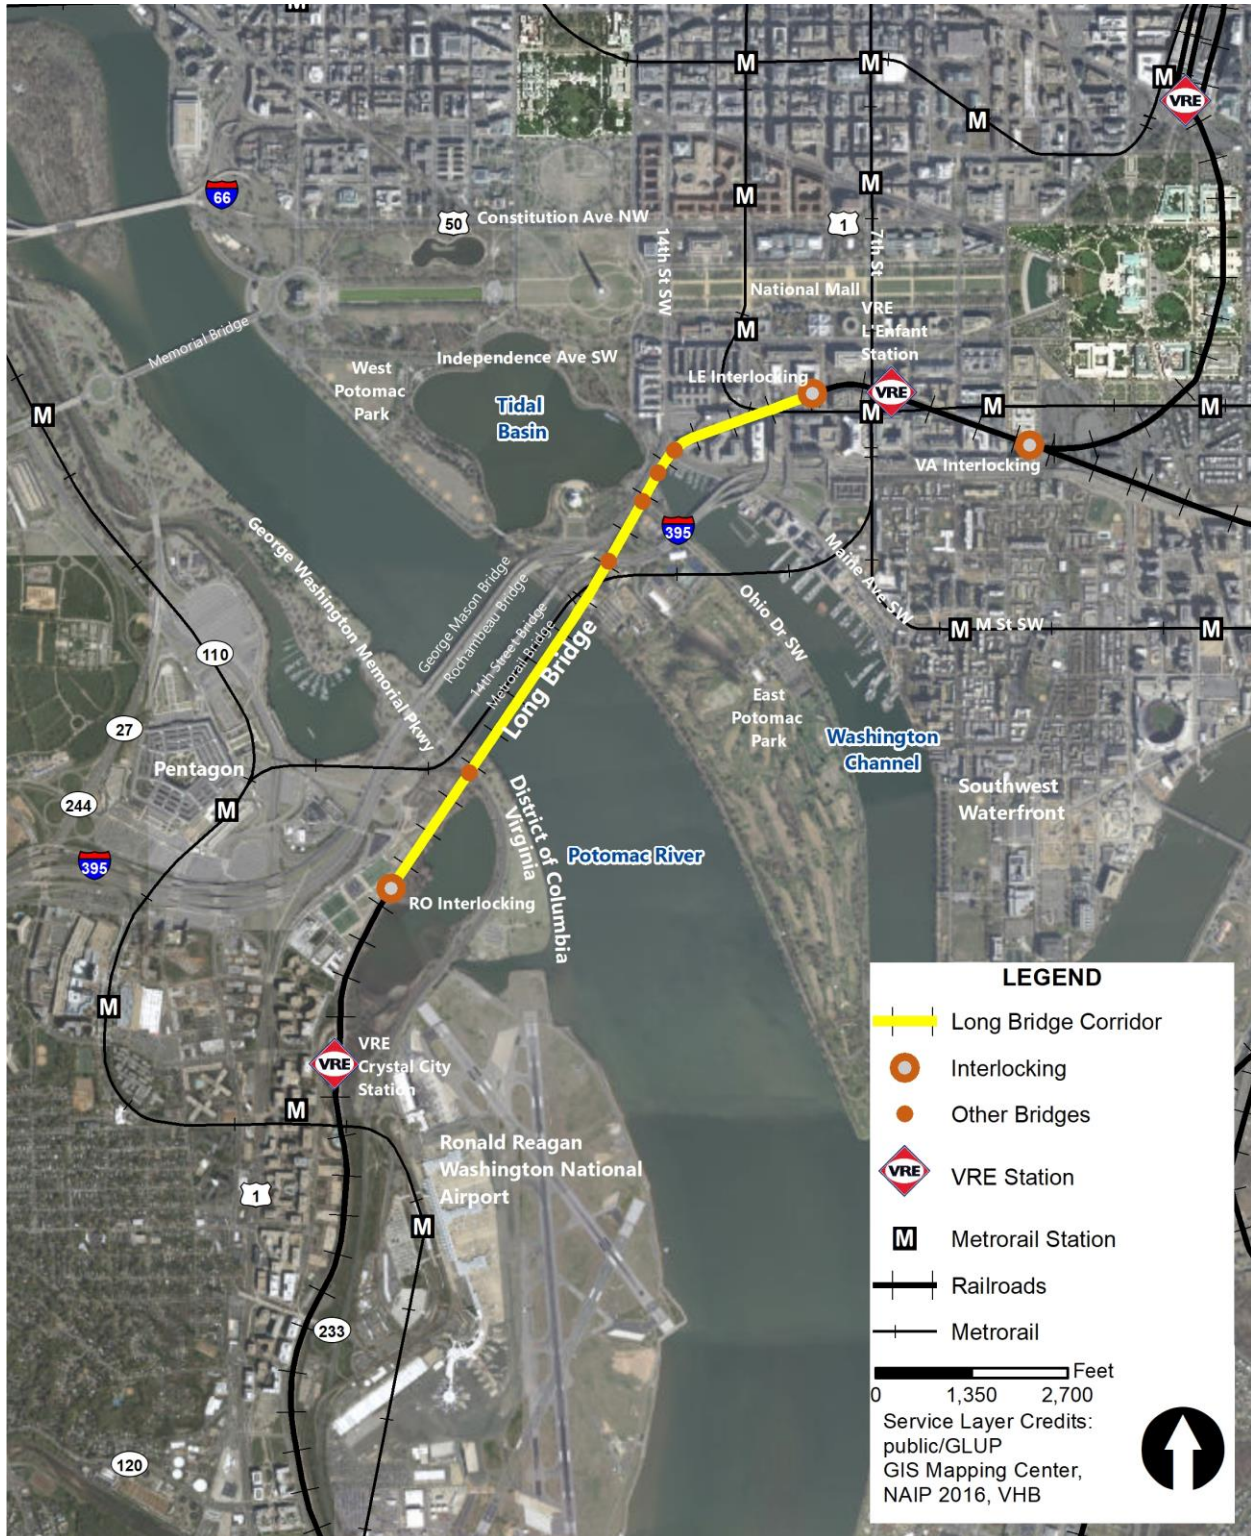 M
M
M
M
VRE
M
66
M
M
50
Constitution Ave NW
1
14th St SW
7th St
National Mall
VRE
L'Enfant
Station
M
Memorial Bridge
Independence Ave SW
West
Potomac
Park
LE Interlocking
VRE
Tidal
Basin
M
M
M
M
VA Interlocking
395
George Washington Memorial Pkwy
George Mason Bridge
Rochambeau Bridge
14th Street Bridge
Metrorail Bridge
Long Bridge
Maine Ave SW
Ohio Dr SW
M
M St SW
M
110
East
Potomac
Park
27
Washington
Channel
Pentagon
244
M
Southwest
Waterfront
District of Columbia
Virginia
Potomac River
395
RO Interlocking
M
VRE
VRE
Crystal City
Station
M
Ronald Reagan
Washington National
Airport
1
M
233
120
LEGEND
Long Bridge Corridor
Interlocking
Other Bridges
VRE
VRE Station
M
Metrorail Station
Railroads
Metrorail
Feet
0 1,350 2,700
Service Layer Credits:
public/GLUP
GIS Mapping Center,
NAIP 2016, VHB